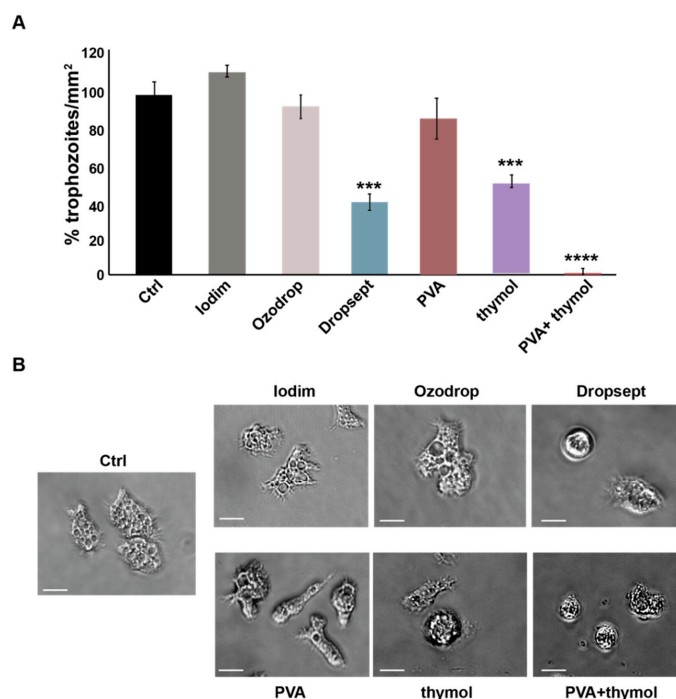 A
% trophozoites/mm²
120
100
80
60
40
20
0
***
***
****
Ctrl
Iodim
Ozodrop
Dropsept
PVA
thymol
PVA+ thymol
B
Ctrl
Iodim
Ozodrop
Dropsept
PVA
thymol
PVA+thymol